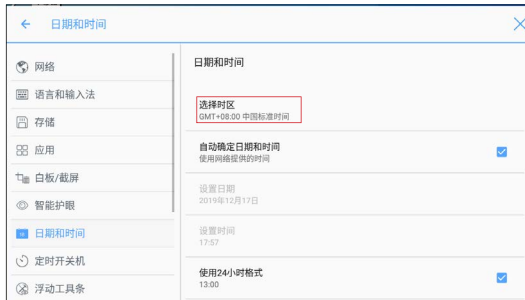 日期和时间
网络
语言和输入法
存储
应用
白板/截屏
智能护眼
日期和时间
定时开关机
浮动工具条
日期和时间
选择时区
GMT+08:00 中国标准时间
自动确定日期和时间
使用网络提供的时间
设置日期
2019年12月17日
设置时间
17:57
使用24小时格式
13:00